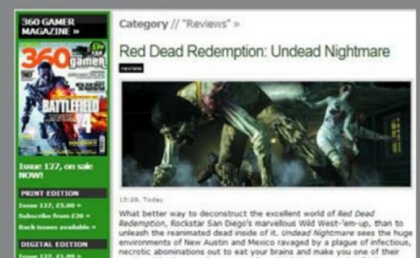 360 GAMER
MAGAZINE »
360
gamer
BATTLEFIELD
4
Issue 127, on sale
NOW!
PRINT EDITION
Issue 127, £5.00 »
Subscribe from £20 »
Back issues available »
DIGITAL EDITION
Issue 127, £1.99 »
Category // "Reviews" »
Red Dead Redemption: Undead Nightmare
review
15:28, Today
What better way to deconstruct the excellent world of Red Dead
Redemption, Rockstar San Diego's marvellous Wild West-'em-up, than to
unleash the reanimated dead inside of it. Undead Nightmare sees the huge
environments of New Austin and Mexico ravaged by a plague of infectious,
necrotic abominations out to eat your brains and make you one of their